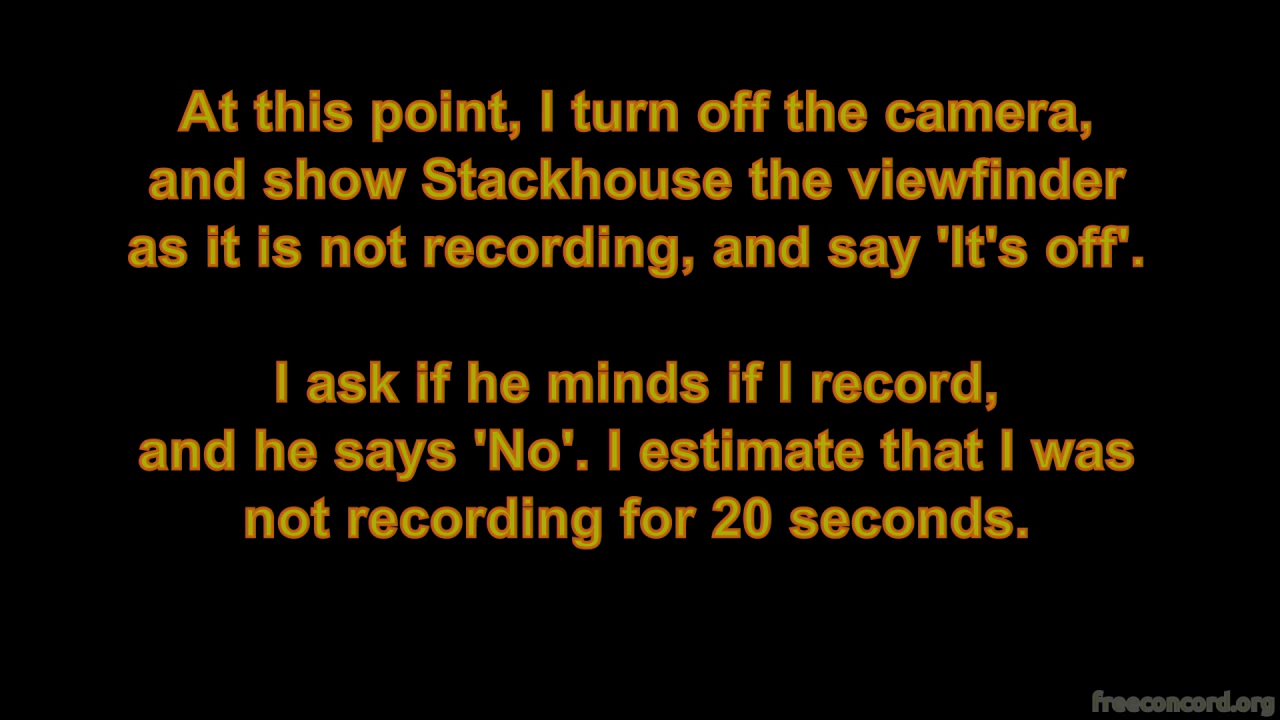 At this point, I turn off the camera,
and show Stackhouse the viewfinder
as it is not recording, and say 'It's off'.
I ask if he minds if I record,
and he says 'No'. I estimate that I was
not recording for 20 seconds.
freeconcord.org